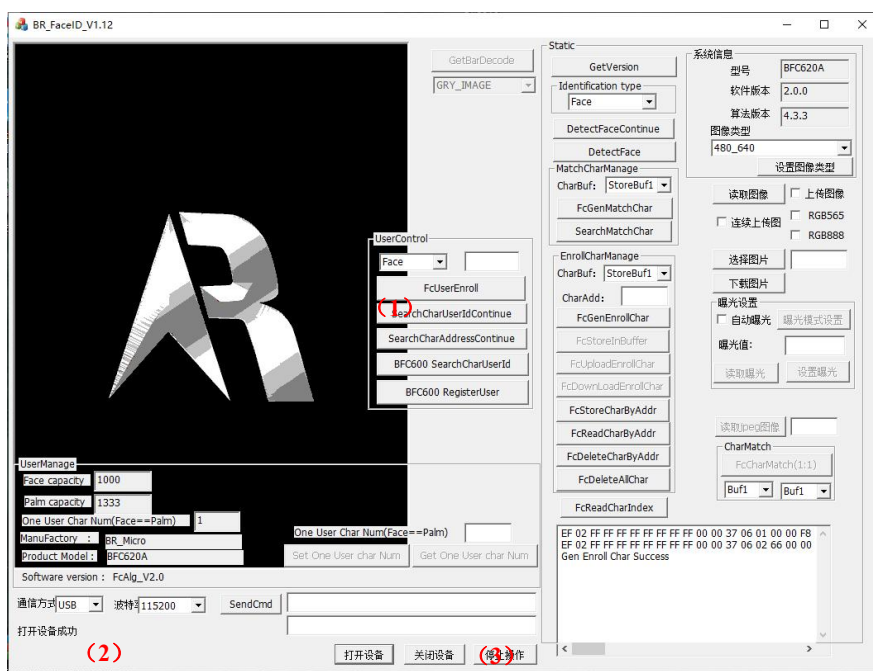 BR_FaceID_V1.12
GetBarDecode
GRY_IMAGE
UserControl
Face
FcUserEnroll
(1)
SearchCharUserIdContinue
SearchCharAddressContinue
BFC600 SearchCharUserId
BFC600 RegisterUser
UserManage
Face capacity
1000
Palm capacity
1333
One User Char Num(Face==Palm)
1
ManuFactory :
BR_Micro
Product Model :
BFC620A
One User Char Num(Face==Palm)
Set One User char Num
Get One User char Num
Software version : FcAlg_V2.0
通信方式
USB
波特率
115200
SendCmd
打开设备成功
(2)
打开设备
关闭设备
(3)
停止操作
Static
GetVersion
Identification type
Face
DetectFaceContinue
DetectFace
MatchCharManage
CharBuf:
StoreBuf1
FcGenMatchChar
SearchMatchChar
EnrollCharManage
CharBuf:
StoreBuf1
CharAdd:
FcGenEnrollChar
FcStoreInBuffer
FcUploadEnrollChar
FcDownLoadEnrollChar
FcStoreCharByAddr
FcReadCharByAddr
FcDeleteCharByAddr
FcDeleteAllChar
FcReadCharIndex
系统信息
型号
BFC620A
软件版本
2.0.0
算法版本
4.3.3
图像类型
480_640
设置图像类型
读取图像
上传图像
连续上传图
RGB565
RGB888
选择图片
下载图片
曝光设置
自动曝光
曝光模式设置
曝光值:
读取曝光
设置曝光
读取jpeg图像
CharMatch
FcCharMatch(1:1)
Buf1
Buf1
EF 02 FF FF FF FF FF FF FF FF 00 00 37 06 01 00 00 F8
EF 02 FF FF FF FF FF FF FF FF 00 00 37 06 02 66 00 00
Gen Enroll Char Success